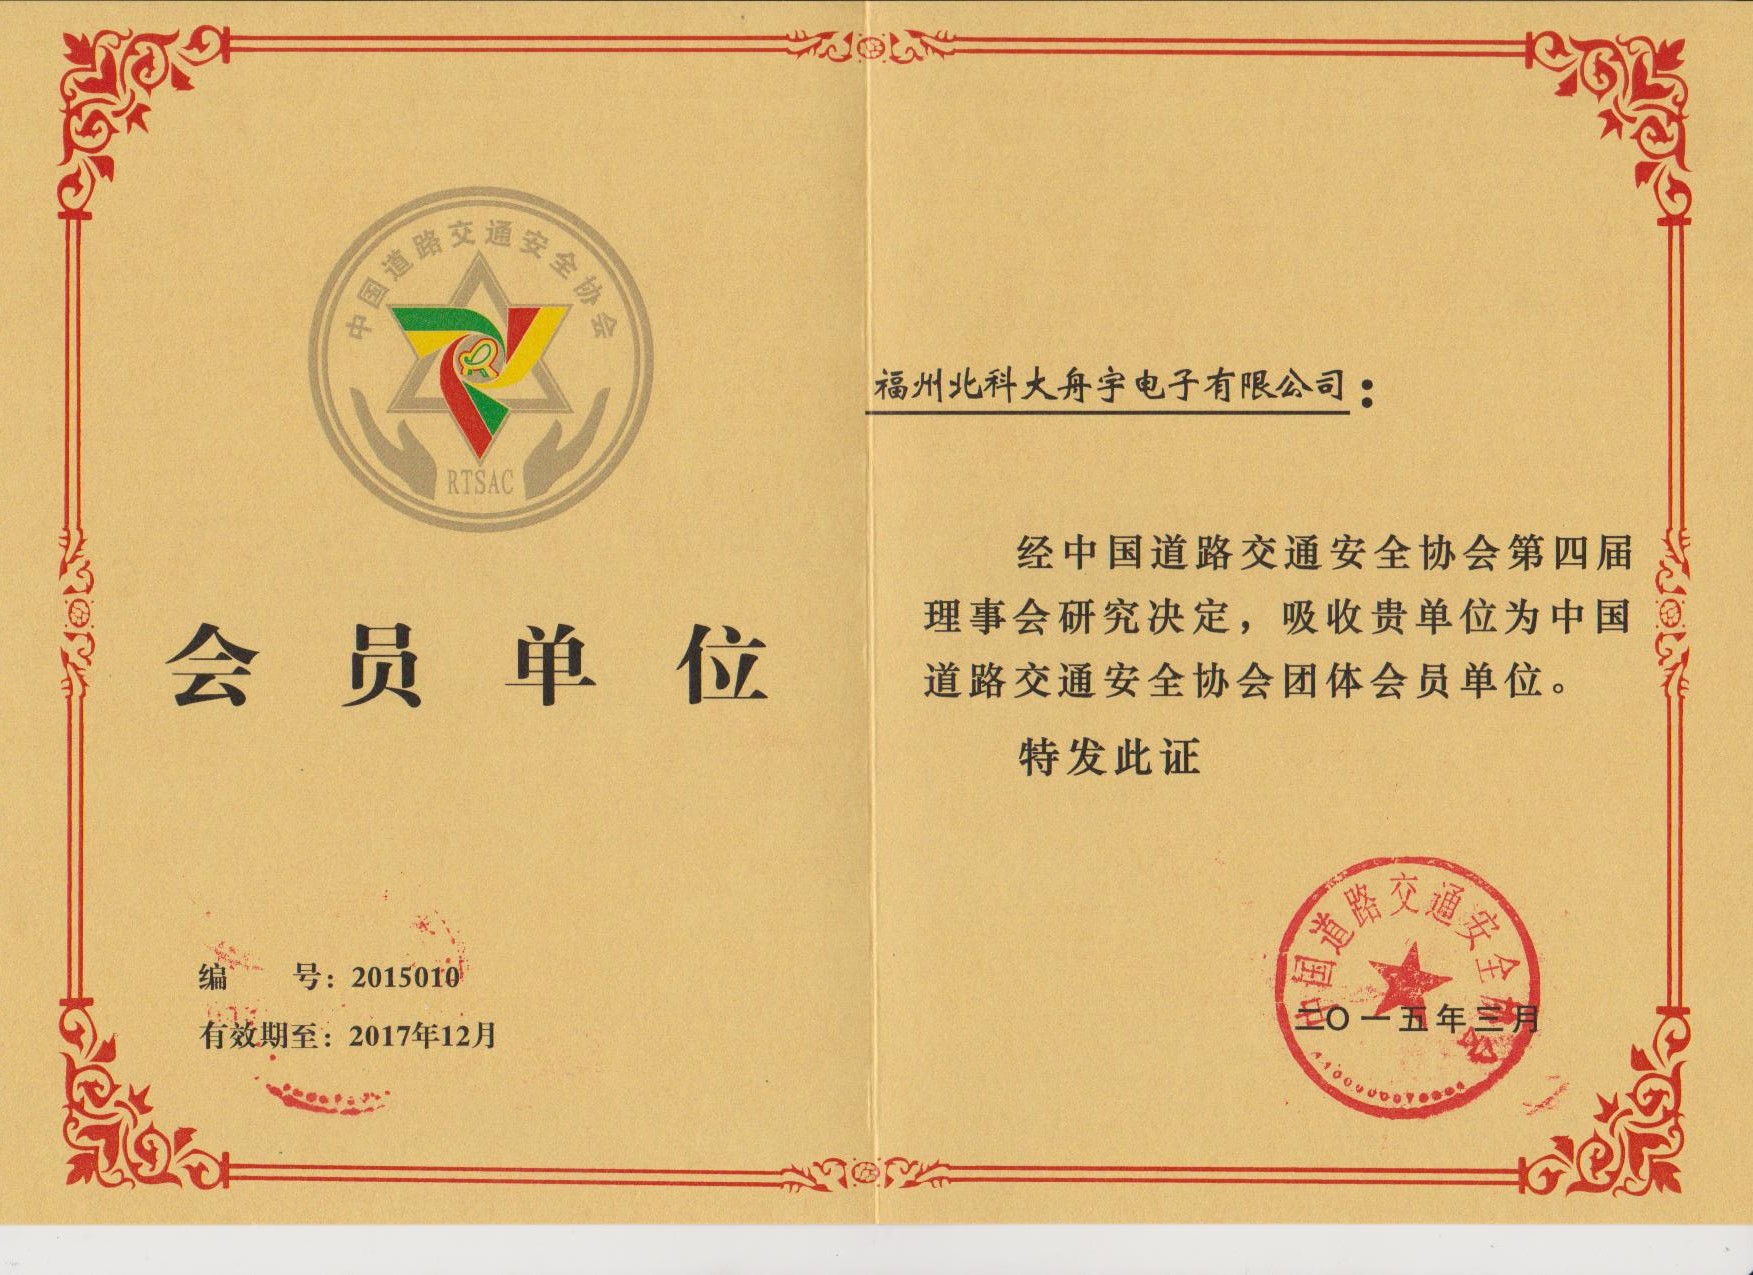 中国道路交通安全协会
RTSAC
会员单位
编 号：2015010
有效期至：2017年12月
福州北科大舟宇电子有限公司：
经中国道路交通安全协会第四届
理事会研究决定，吸收贵单位为中国
道路交通安全协会团体会员单位。
特发此证
中国道路交通安全协会
二〇一五年三月